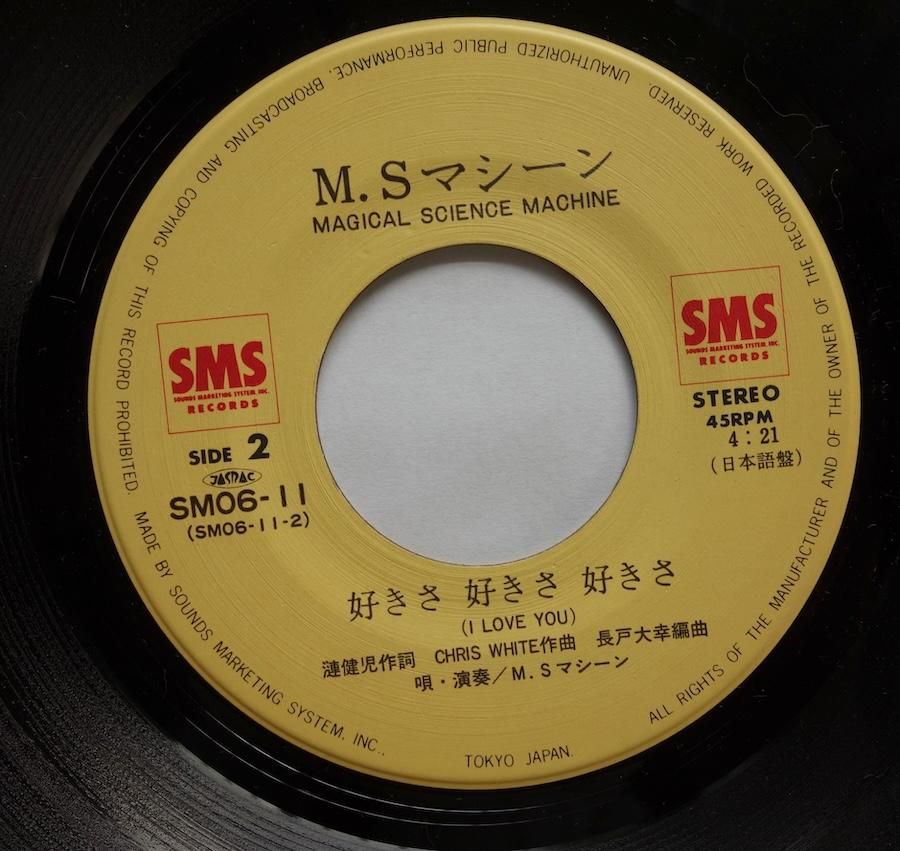 M.Sマシーン
MAGICAL SCIENCE MACHINE
SMS
SOUNDS MARKETING SYSTEM, INC.
RECORDS
SIDE 2
JASRAC
SM06-11
(SM06-11-2)
SMS
SOUNDS MARKETING SYSTEM, INC.
RECORDS
STEREO
45RPM
4:21
(日本語盤)
好きさ 好きさ 好きさ
(I LOVE YOU)
漣健児作詞 CHRIS WHITE作曲 長戸大幸編曲
唄・演奏/M.Sマシーン
ALL RIGHTS OF THE MANUFACTURER AND OF THE OWNER OF THE RECORDED WORK RESERVED. UNAUTHORIZED PUBLIC PERFORMANCE, BROADCASTING AND COPYING OF THIS RECORD PROHIBITED. MADE BY SOUNDS MARKETING SYSTEM, INC., TOKYO JAPAN.